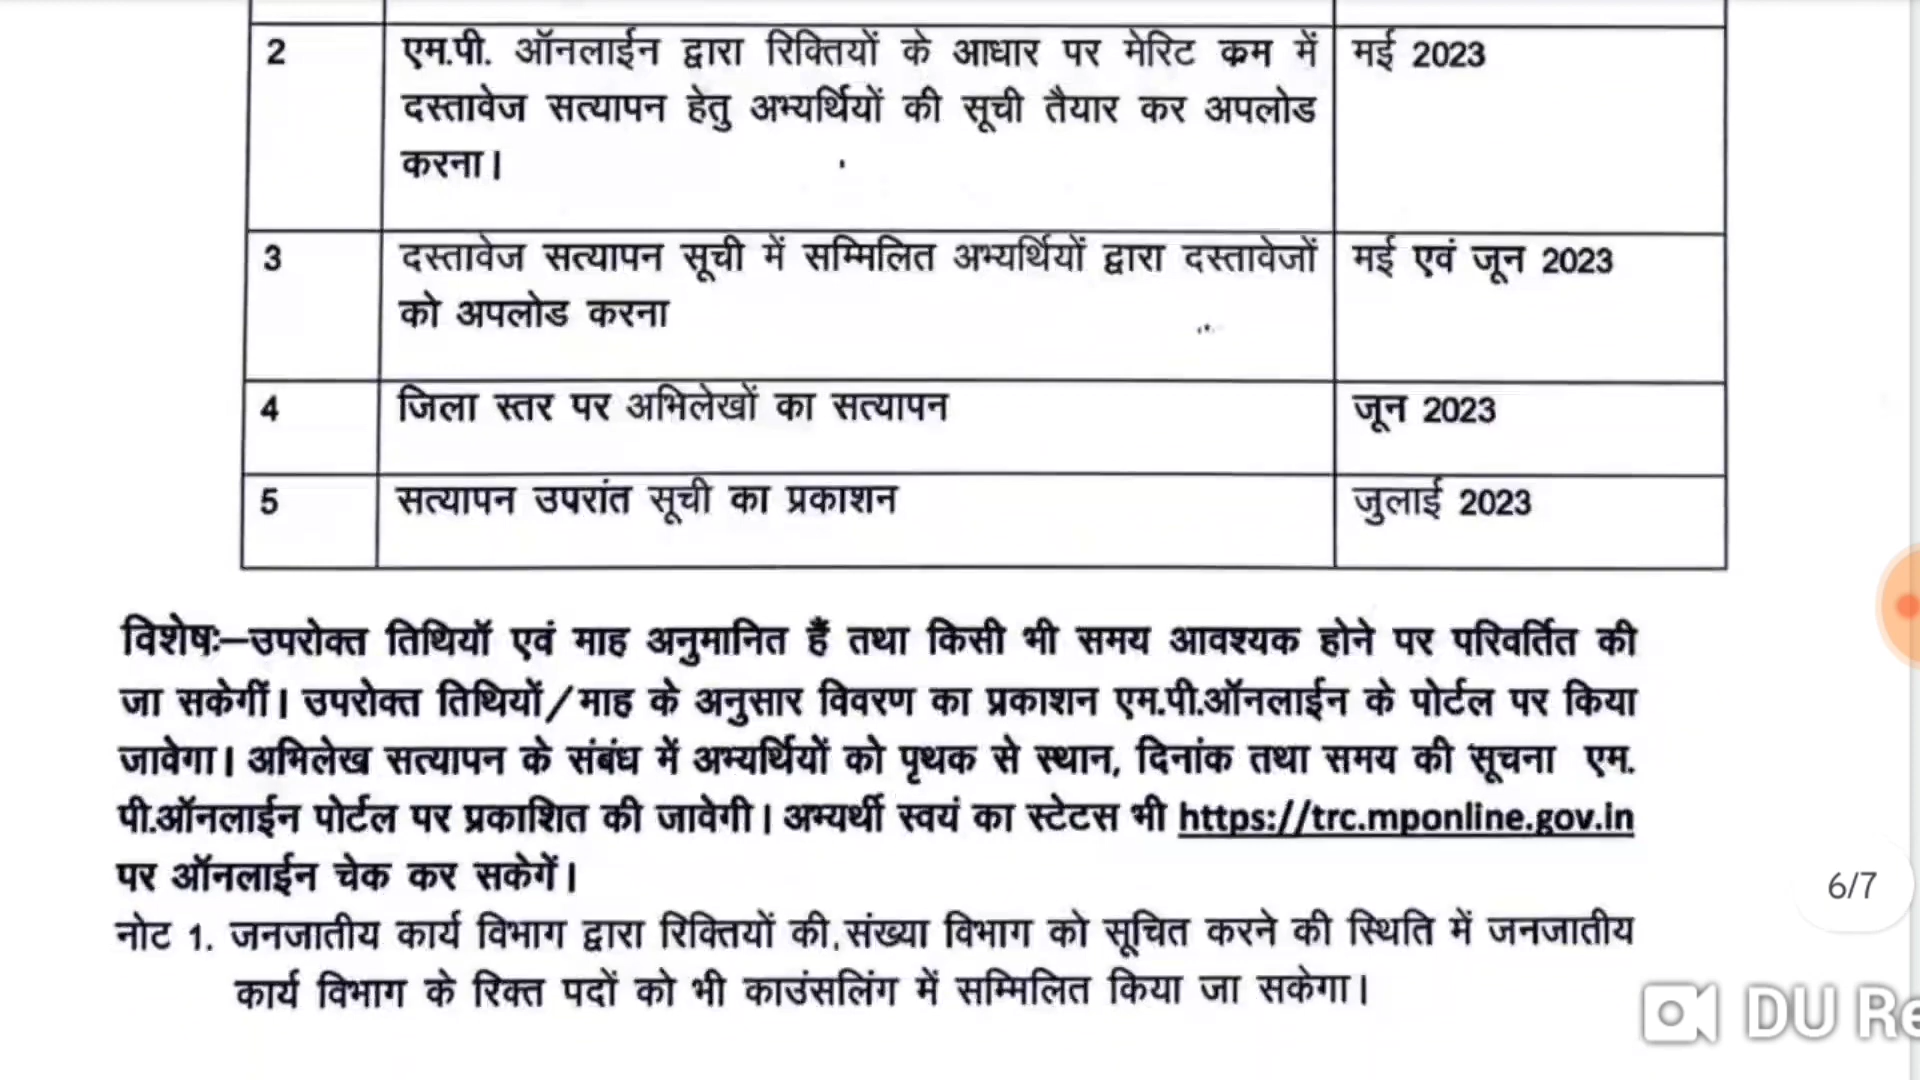 2 एम.पी. ऑनलाईन द्वारा रिक्तियों के आधार पर मेरिट कम में मई 2023
दस्तावेज सत्यापन हेतु अभ्यर्थियों की सूची तैयार कर अपलोड
करना।
3 दस्तावेज सत्यापन सूची में सम्मिलित अभ्यर्थियों द्वारा दस्तावेजों मई एवं जून 2023
को अपलोड करना
4 जिला स्तर पर अभिलेखों का सत्यापन जून 2023
5 सत्यापन उपरांत सूची का प्रकाशन जुलाई 2023
विशेषः–उपरोक्त तिथियॉ एवं माह अनुमानित हैं तथा किसी भी समय आवश्यक होने पर परिवर्तित की
जा सकेगीं। उपरोक्त तिथियों/माह के अनुसार विवरण का प्रकाशन एम.पी.ऑनलाईन के पोर्टल पर किया
जावेगा। अभिलेख सत्यापन के संबंध में अभ्यर्थियों को पृथक से स्थान, दिनांक तथा समय की सूचना एम.
पी.ऑनलाईन पोर्टल पर प्रकाशित की जावेगी। अभ्यर्थी स्वयं का स्टेटस भी https://trc.mponline.gov.in
पर ऑनलाईन चेक कर सकेगें।
6/7
नोट 1. जनजातीय कार्य विभाग द्वारा रिक्तियों की संख्या विभाग को सूचित करने की स्थिति में जनजातीय
कार्य विभाग के रिक्त पदों को भी काउंसलिंग में सम्मिलित किया जा सकेगा।
DU Re